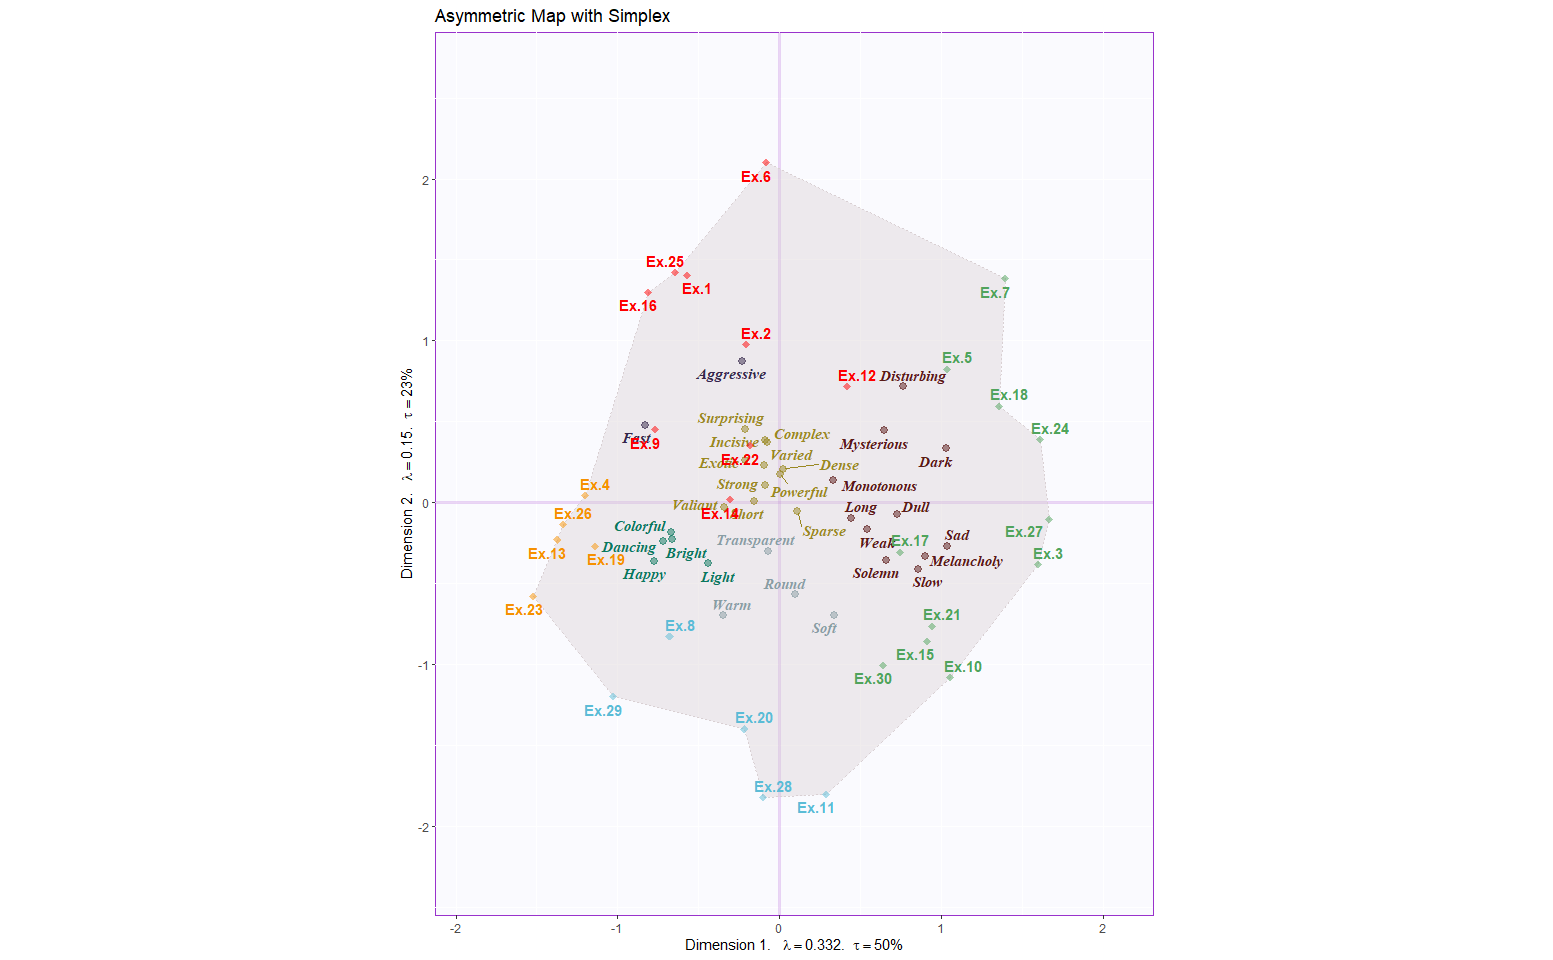 Asymmetric Map with Simplex
Ex.6
Ex.25
Ex.1
Ex.7
Ex.16
Ex.2
Ex.5
Aggressive
Ex.12
Disturbing
Ex.18
Surprising
Ex.24
Incisive
Complex
Fast
Ex.9
Mysterious
Ex.22
Varied
Exotic
Dense
Dark
Ex.4
Strong
Powerful
Monotonous
Valiant
Ex.14
Short
Long
Dull
Ex.26
Colorful
Sparse
Ex.27
Ex.13
Dancing
Transparent
Weak
Ex.17
Sad
Ex.19
Bright
Ex.3
Melancholy
Happy
Light
Solemn
Slow
Round
Ex.23
Warm
Ex.21
Ex.8
Soft
Ex.15
Ex.10
Ex.30
Ex.29
Ex.20
Ex.28
Ex.11
2
1
0
-1
-2
Dimension 2. λ = 0.15. τ = 23%
-2 -1 0 1 2
Dimension 1. λ = 0.332. τ = 50%